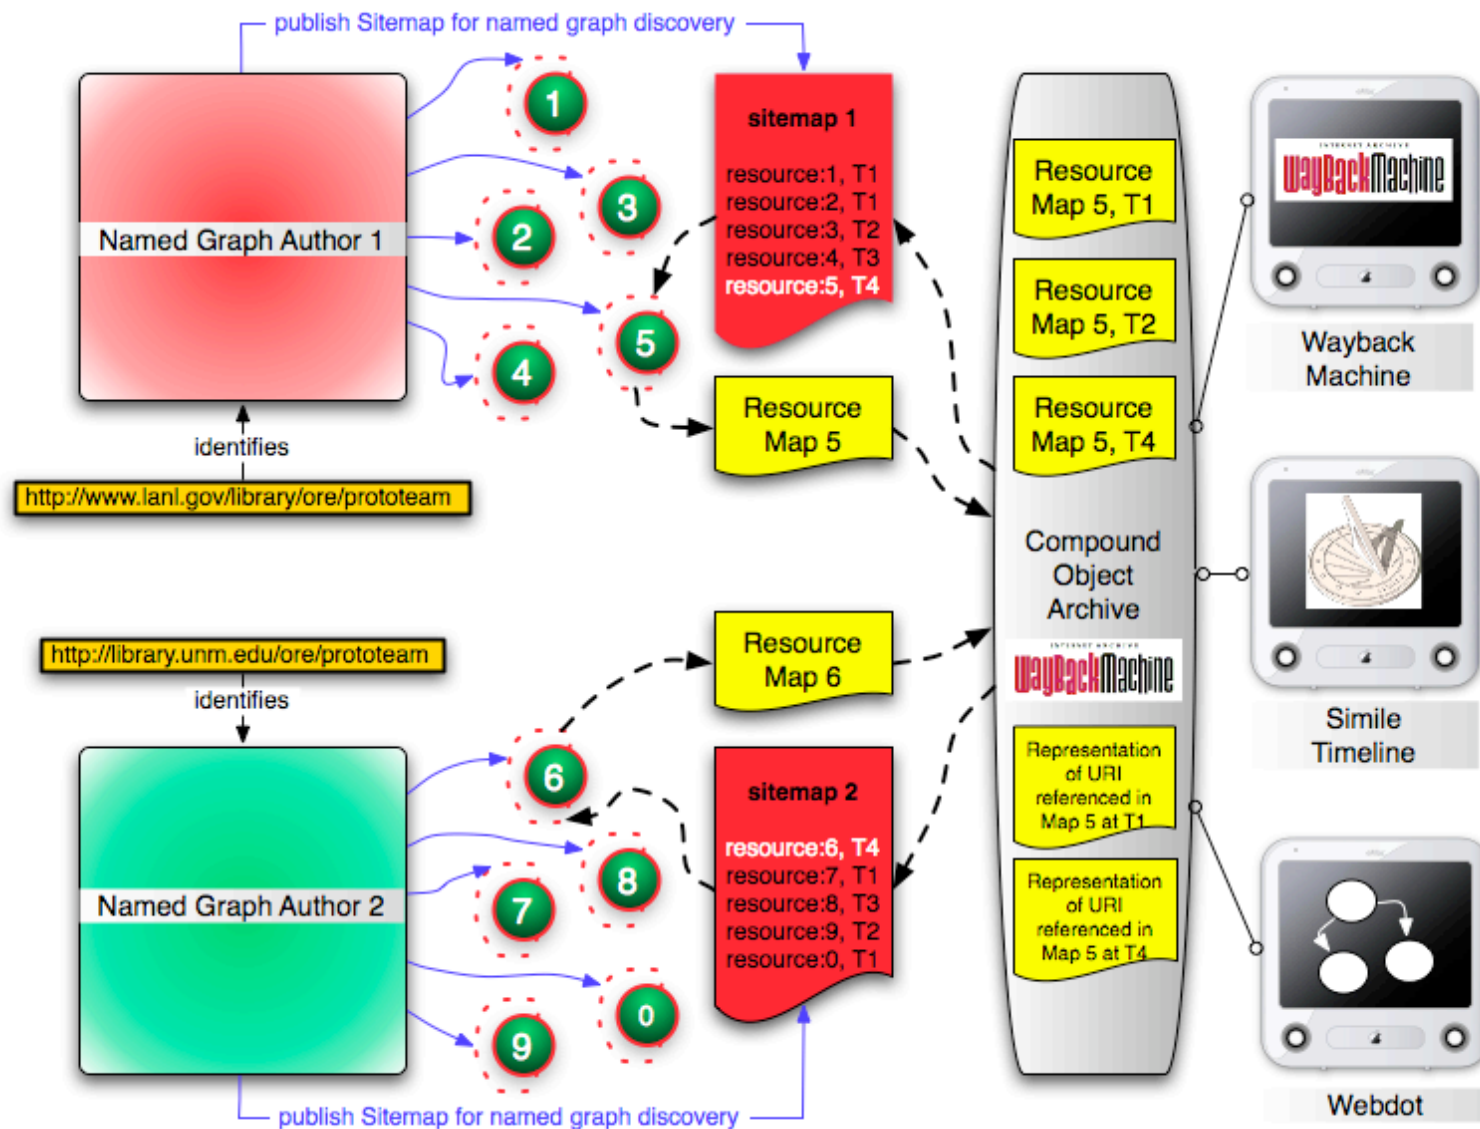 publish Sitemap for named graph discovery
Named Graph Author 1
identifies
http://www.lanl.gov/library/ore/prototeam
1
3
2
5
4
sitemap 1
resource:1, T1
resource:2, T1
resource:3, T2
resource:4, T3
resource:5, T4
Resource
Map 5
Resource
Map 5, T1
Resource
Map 5, T2
Resource
Map 5, T4
Compound
Object
Archive
INTERNET ARCHIVE
WayBackMachine
Representation
of URI
referenced in
Map 5 at T1
Representation
of URI
referenced in
Map 5 at T4
INTERNET ARCHIVE
WayBackMachine
Wayback
Machine
Simile
Timeline
Webdot
http://library.unm.edu/ore/prototeam
identifies
Named Graph Author 2
6
8
7
0
9
Resource
Map 6
sitemap 2
resource:6, T4
resource:7, T1
resource:8, T3
resource:9, T2
resource:0, T1
publish Sitemap for named graph discovery